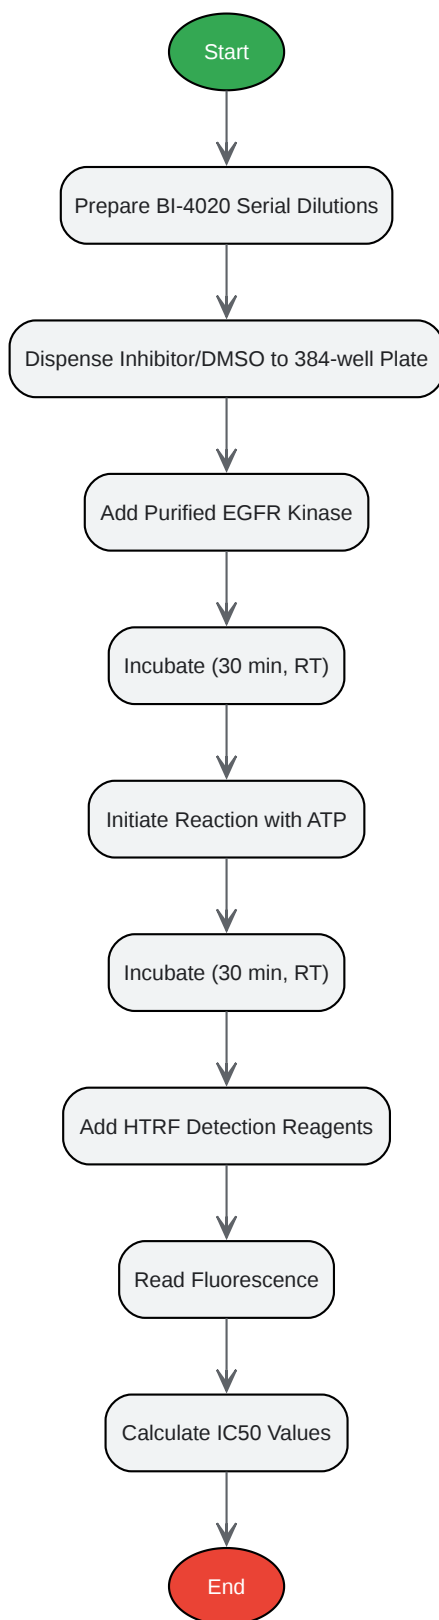 Start
Prepare BI-4020 Serial Dilutions
Dispense Inhibitor/DMSO to 384-well Plate
Add Purified EGFR Kinase
Incubate (30 min, RT)
Initiate Reaction with ATP
Incubate (30 min, RT)
Add HTRF Detection Reagents
Read Fluorescence
Calculate IC50 Values
End